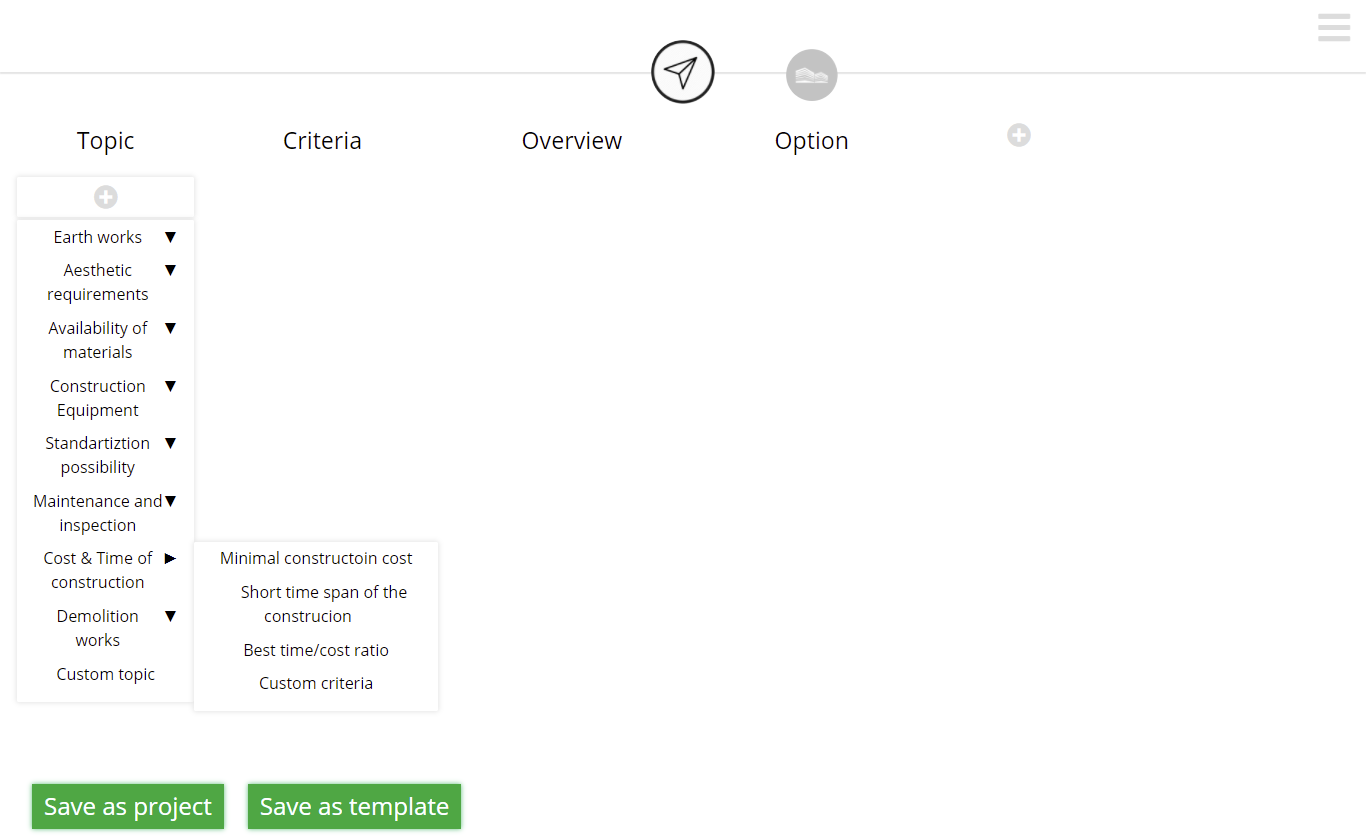 Topic
Criteria
Overview
Option
Earth works
Aesthetic
requirements
Availability of
materials
Construction
Equipment
Standartiztion
possibility
Maintenance and
inspection
Cost & Time of
construction
Demolition
works
Custom topic
Minimal constructoin cost
Short time span of the
construcion
Best time/cost ratio
Custom criteria
Save as project
Save as template